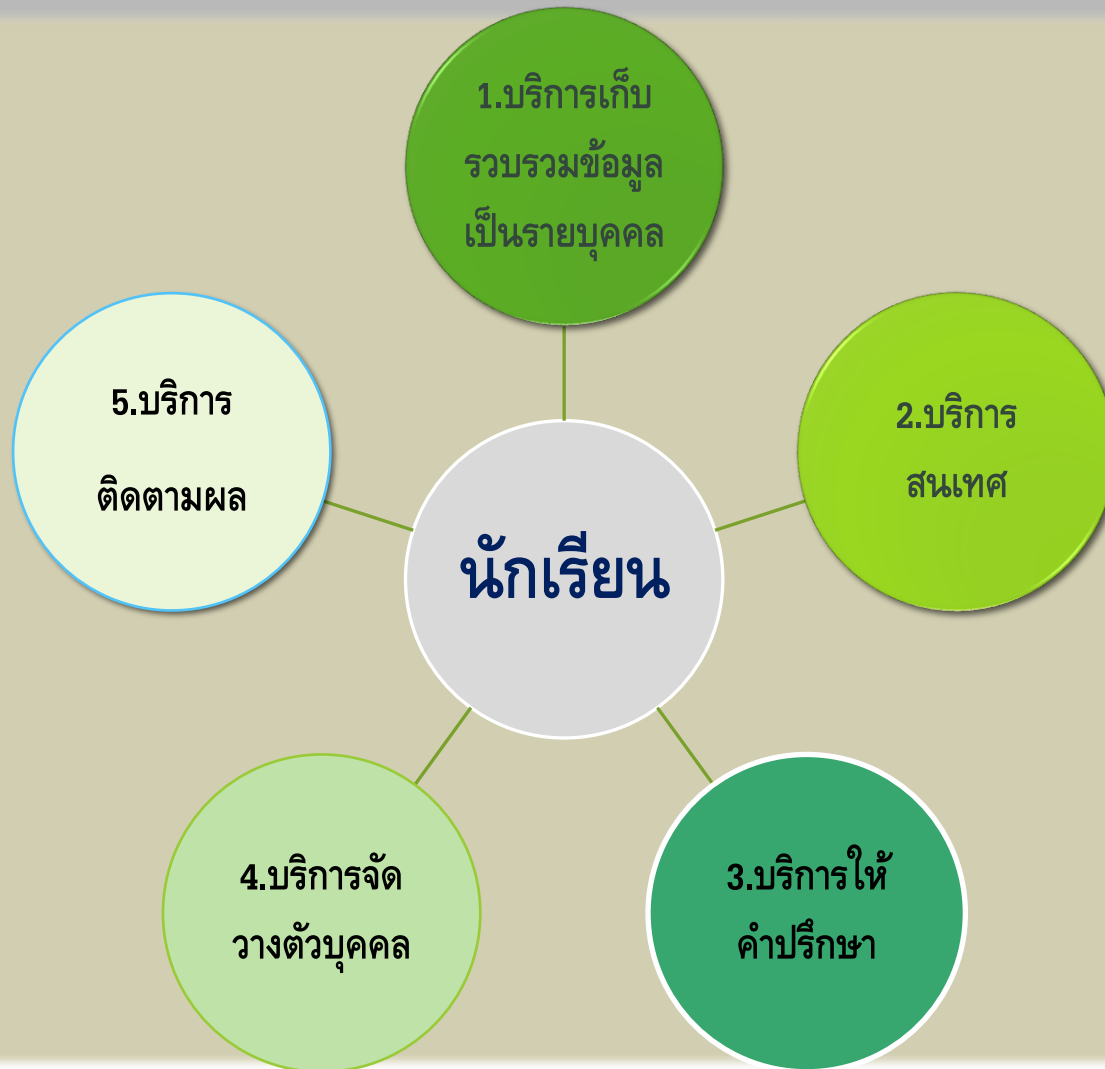 1.บริการเก็บ
รวบรวมข้อมูล
เป็นรายบุคคล
2.บริการ
สนเทศ
3.บริการให้
คำปรึกษา
4.บริการจัด
วางตัวบุคคล
5.บริการ
ติดตามผล
นักเรียน